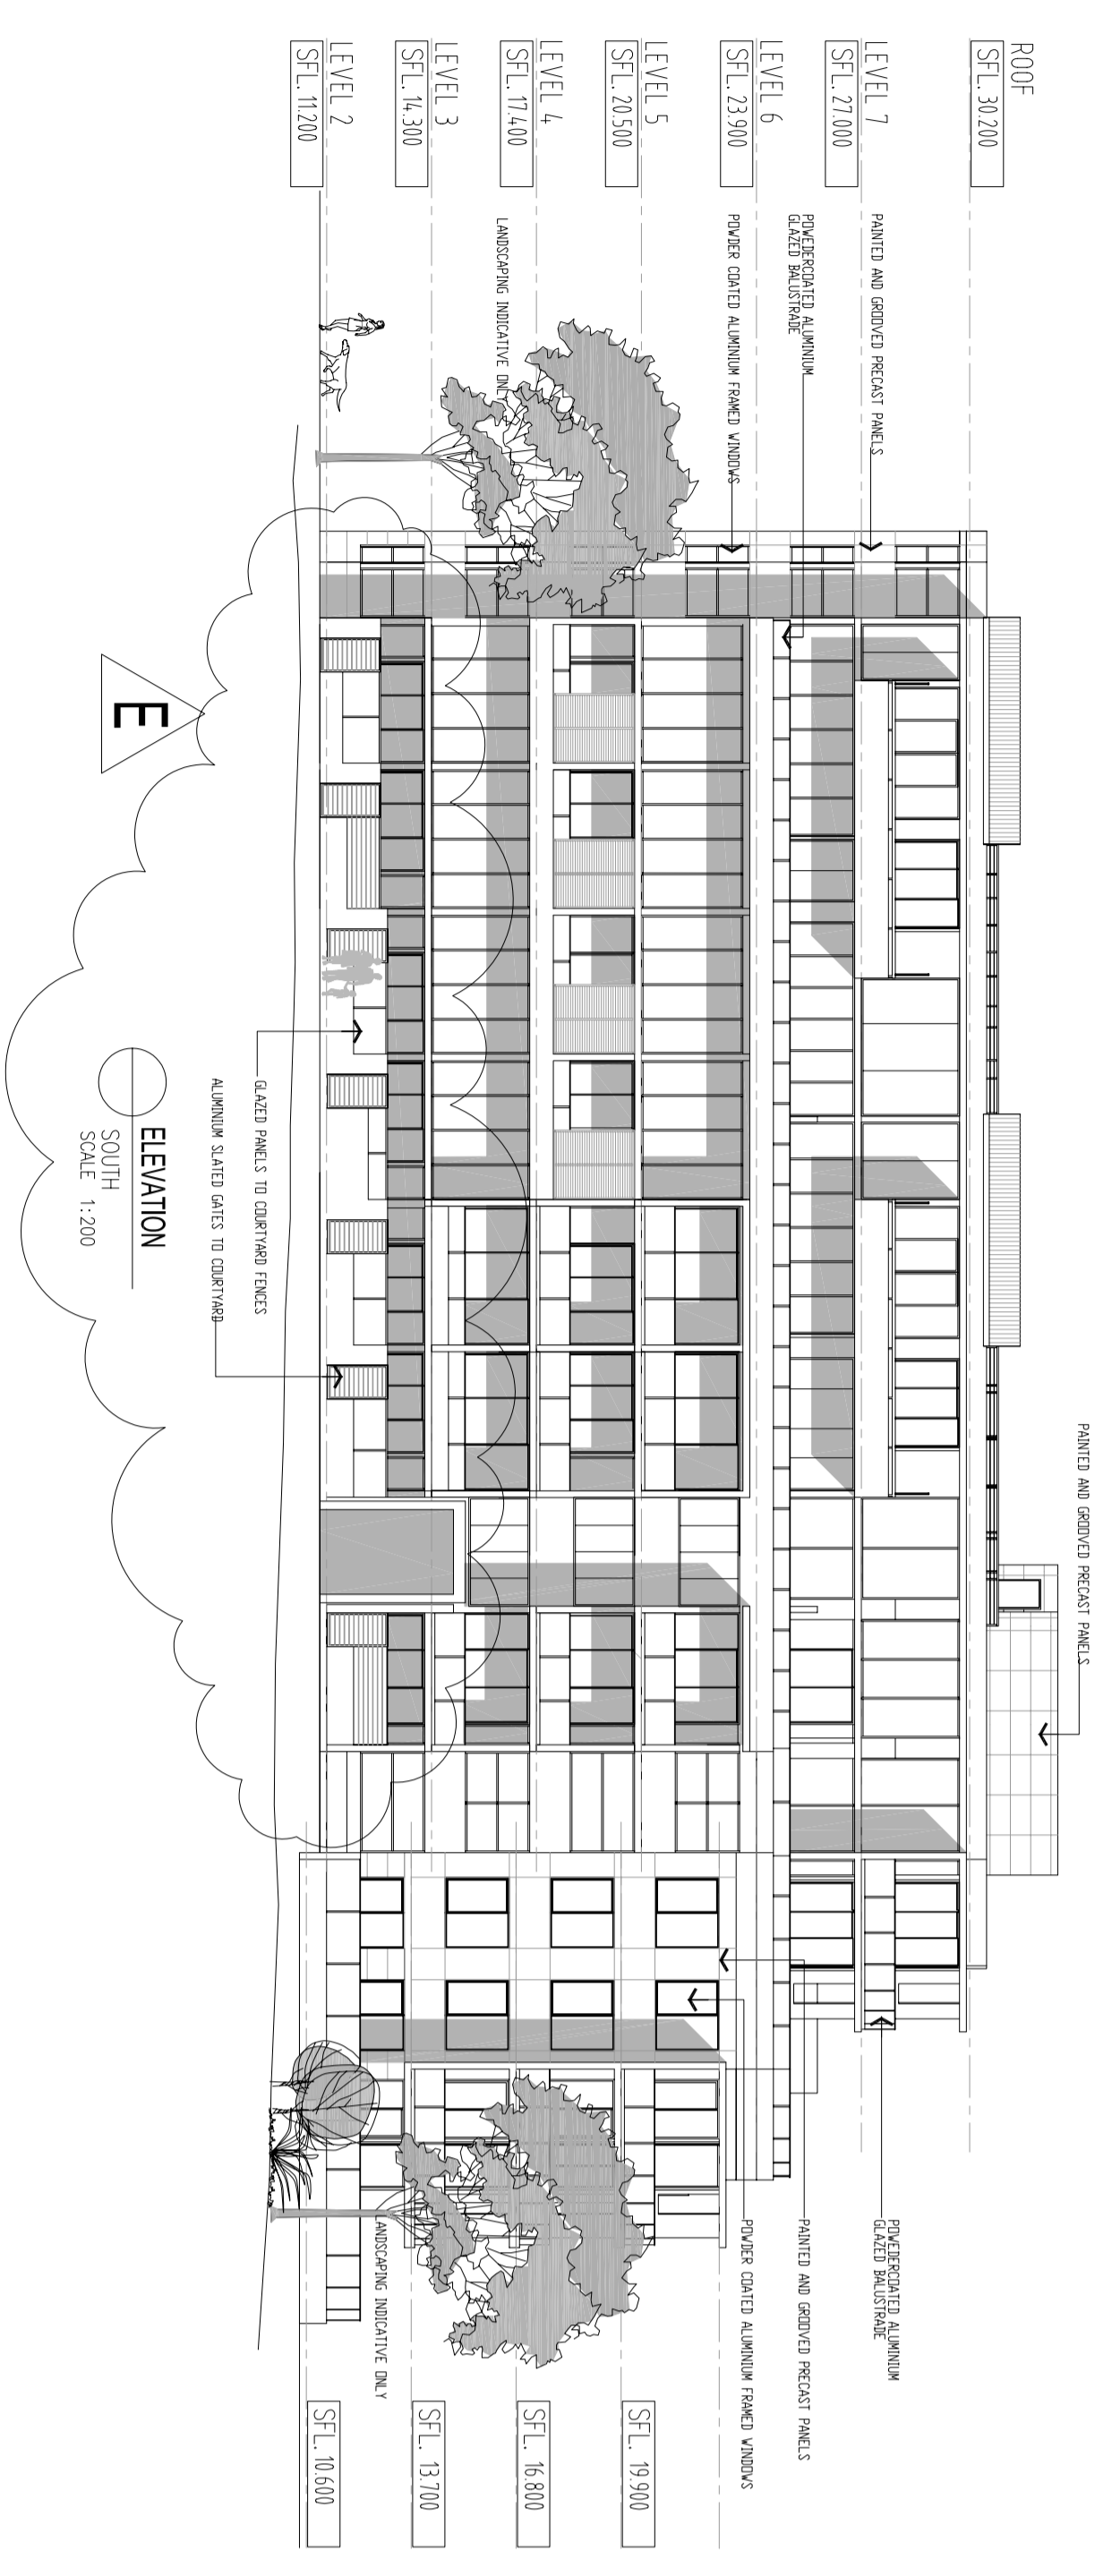 ROOF
SFL. 30.200
LEVEL 7
SFL. 27.000
LEVEL 6
SFL. 23.900
LEVEL 5
SFL. 20.500
LEVEL 4
SFL. 17.400
LEVEL 3
SFL. 14.300
LEVEL 2
SFL. 11.200
PAINTED AND GROOVED PRECAST PANELS
POWEDERCOATED ALUMINIUM
GLAZED BALUSTRADE
POWDER COATED ALUMINIUM FRAMED WINDOWS
LANDSCAPING INDICATIVE ONLY
E
GLAZED PANELS TO COURTYARD FENCES
ALUMINIUM SLATED GATES TO COURTYARD
ELEVATION
SOUTH
SCALE 1:200
PAINTED AND GROOVED PRECAST PANELS
POWEDERCOATED ALUMINIUM
GLAZED BALUSTRADE
PAINTED AND GROOVED PRECAST PANELS
POWDER COATED ALUMINIUM FRAMED WINDOWS
LANDSCAPING INDICATIVE ONLY
SFL. 19.900
SFL. 16.800
SFL. 13.700
SFL. 10.600